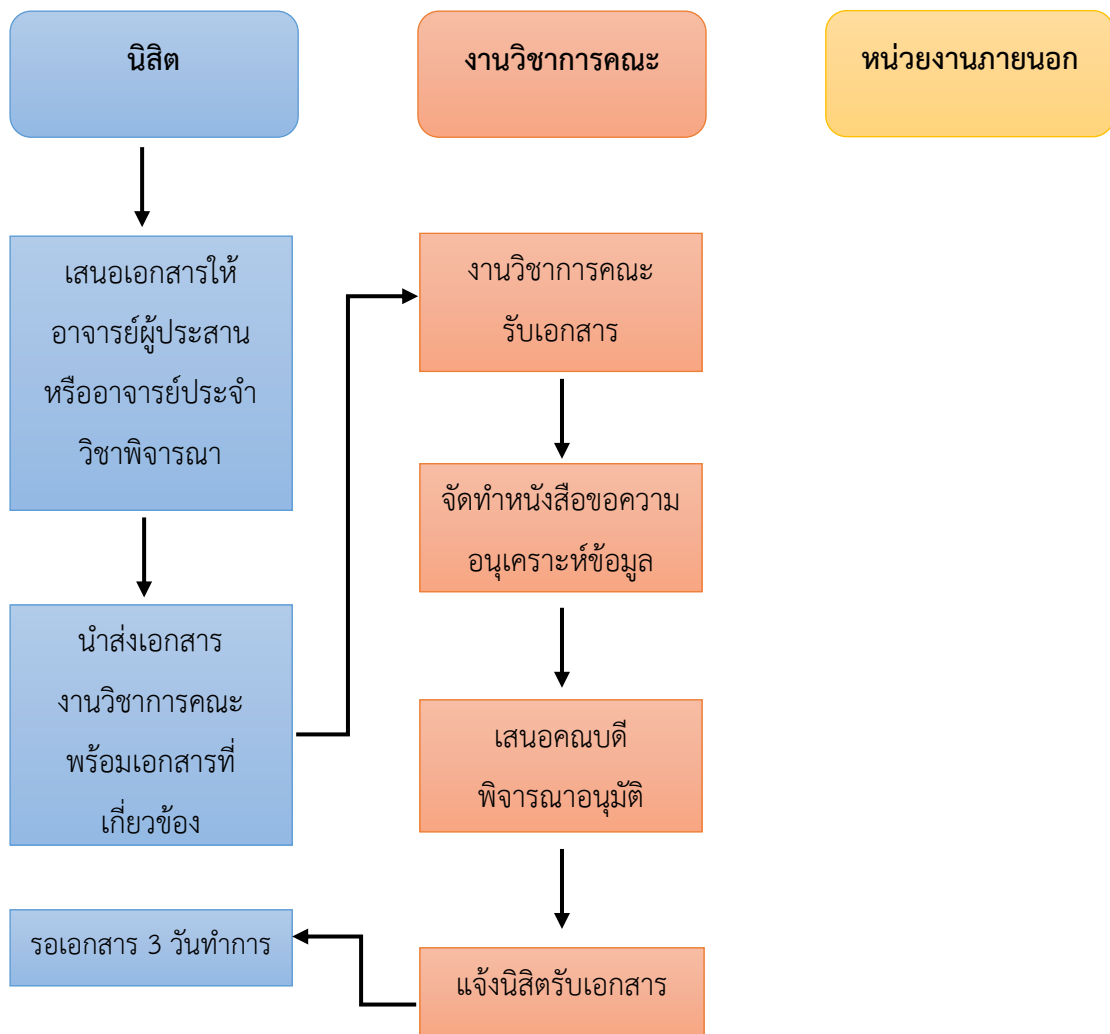 นิสิต
งานวิชาการคณะ
หน่วยงานภายนอก
เสนอเอกสารให้
อาจารย์ผู้ประสาน
หรืออาจารย์ประจำ
วิชาพิจารณา
นำส่งเอกสาร
งานวิชาการคณะ
พร้อมเอกสารที่
เกี่ยวข้อง
งานวิชาการคณะ
รับเอกสาร
จัดทำหนังสือขอความ
อนุเคราะห์ข้อมูล
เสนอคณบดี
พิจารณาอนุมัติ
แจ้งนิสิตรับเอกสาร
รอเอกสาร 3 วันทำการ